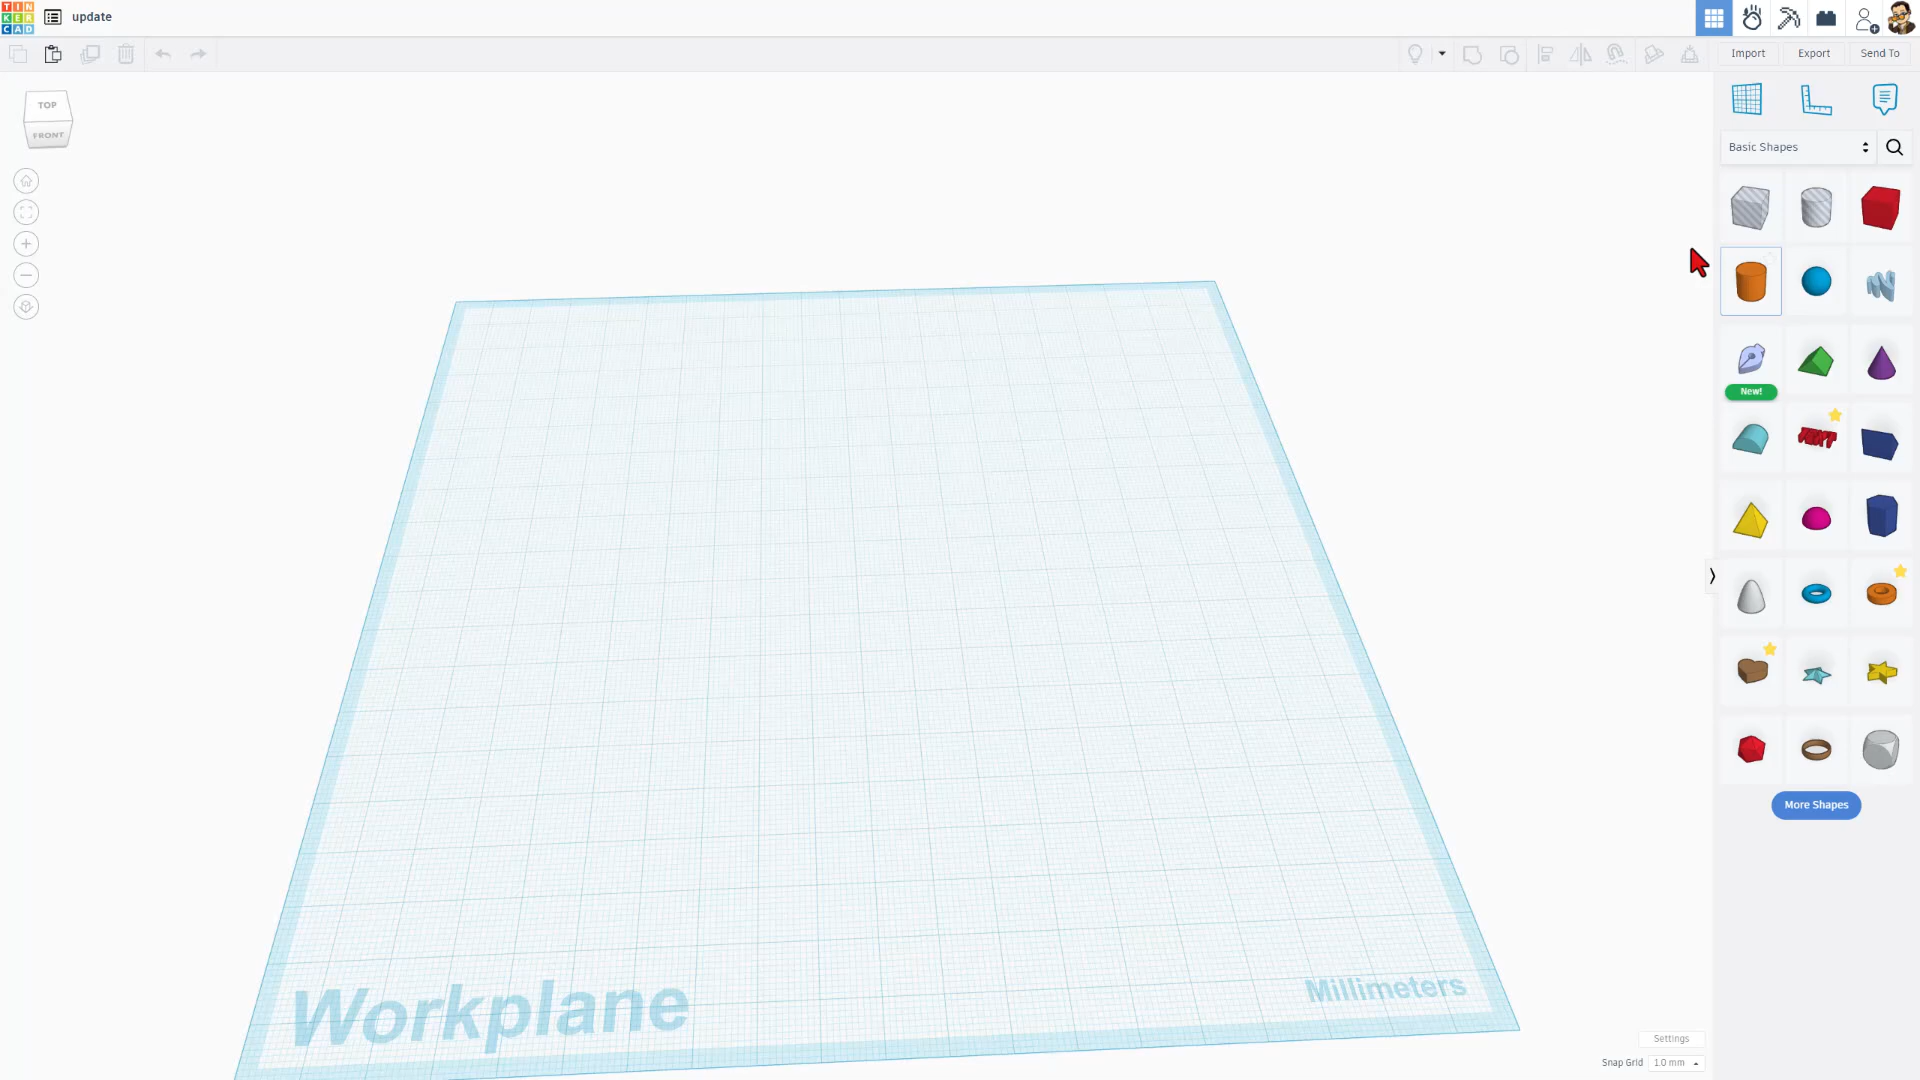 TIN
KER
CAD
update
Import
Export
Send To
TOP
FRONT
Basic Shapes
New!
TEXT
More Shapes
Workplane
Millimeters
Settings
Snap Grid 1.0 mm